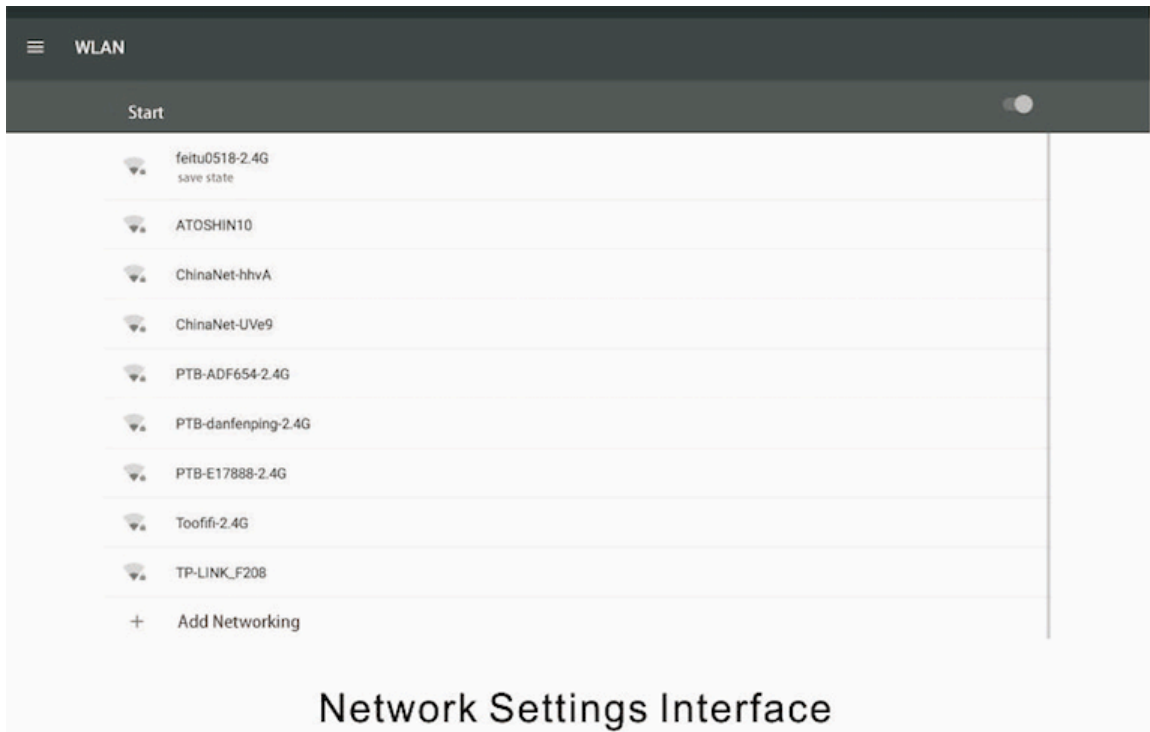 WLAN
Start
feitu0518-2.4G
save state
ATOSHIN10
ChinaNet-hhvA
ChinaNet-UVe9
PTB-ADF654-2.4G
PTB-danfenping-2.4G
PTB-E17888-2.4G
Toofifi-2.4G
TP-LINK_F208
+ Add Networking
Network Settings Interface